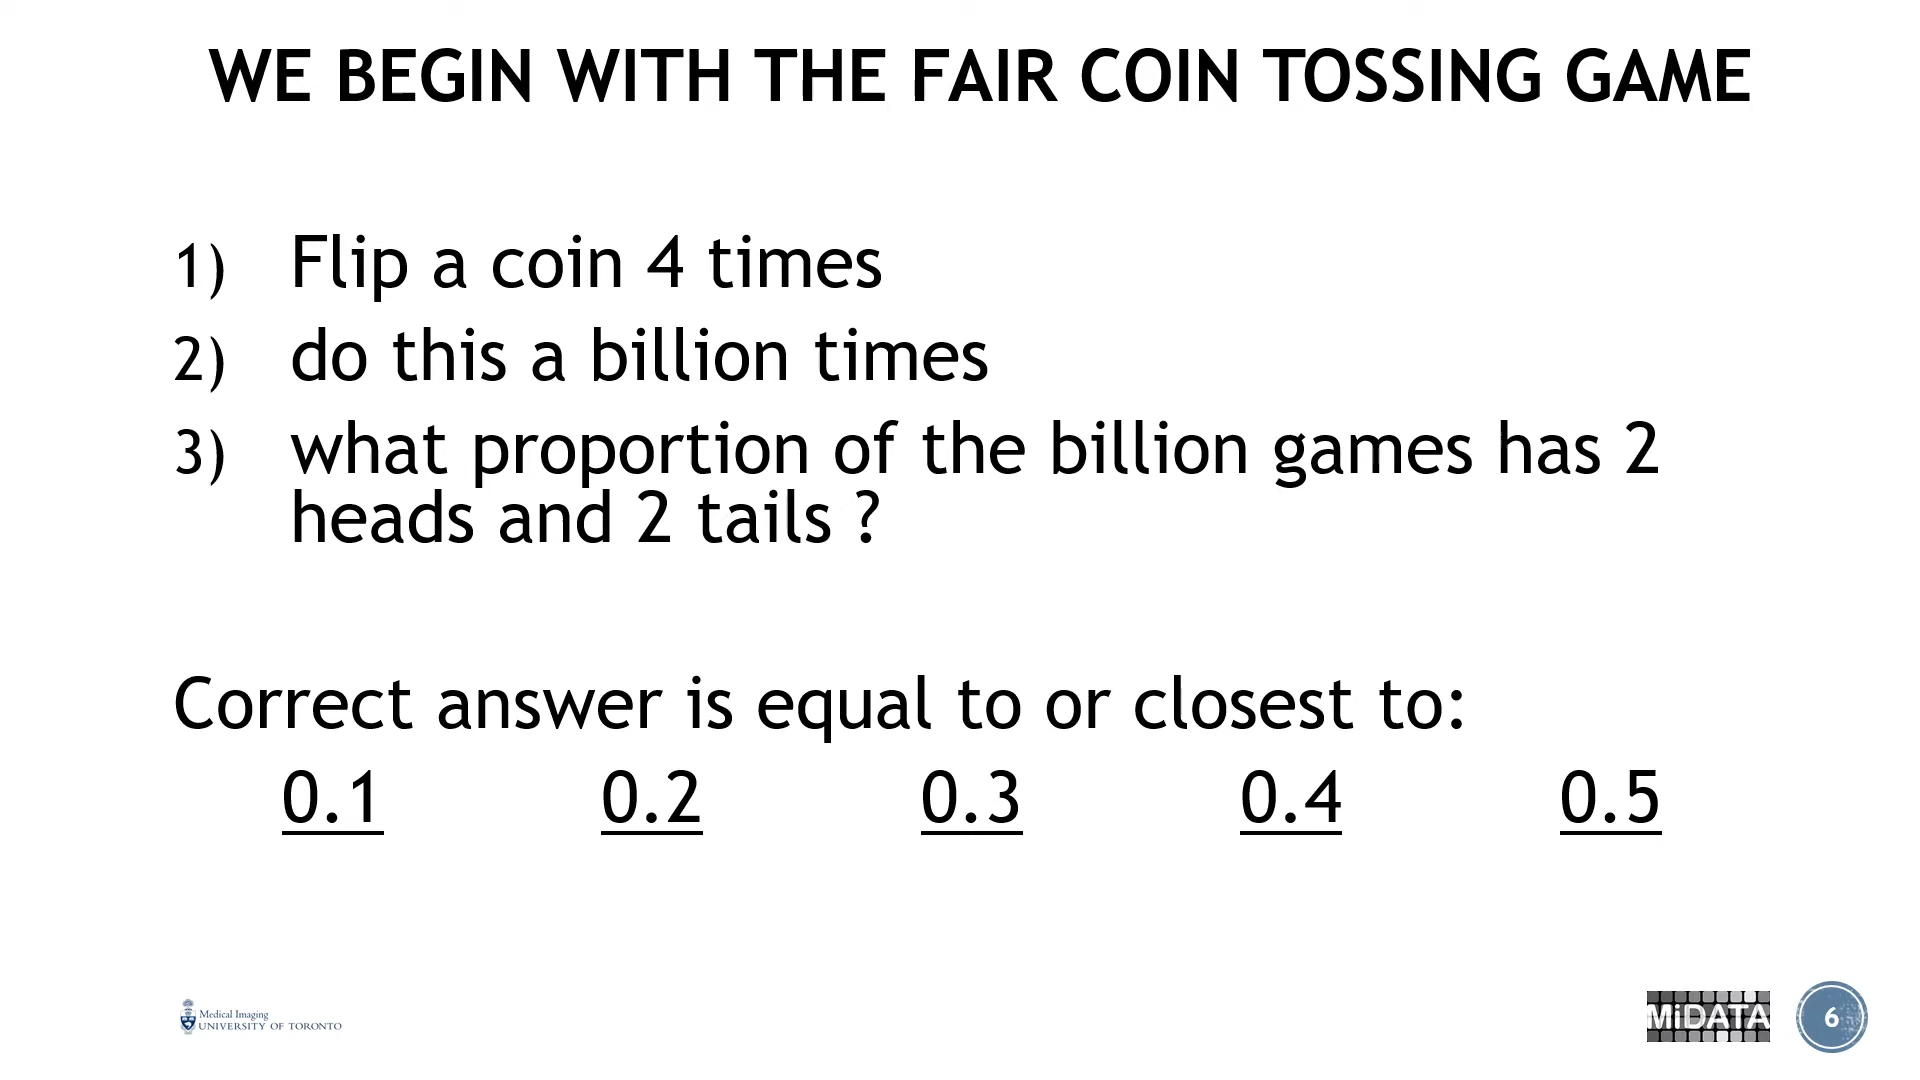 WE BEGIN WITH THE FAIR COIN TOSSING GAME
1) Flip a coin 4 times
2) do this a billion times
3) what proportion of the billion games has 2
heads and 2 tails ?
Correct answer is equal to or closest to:
0.1 0.2 0.3 0.4 0.5
Medical Imaging
UNIVERSITY OF TORONTO
MiDATA
6